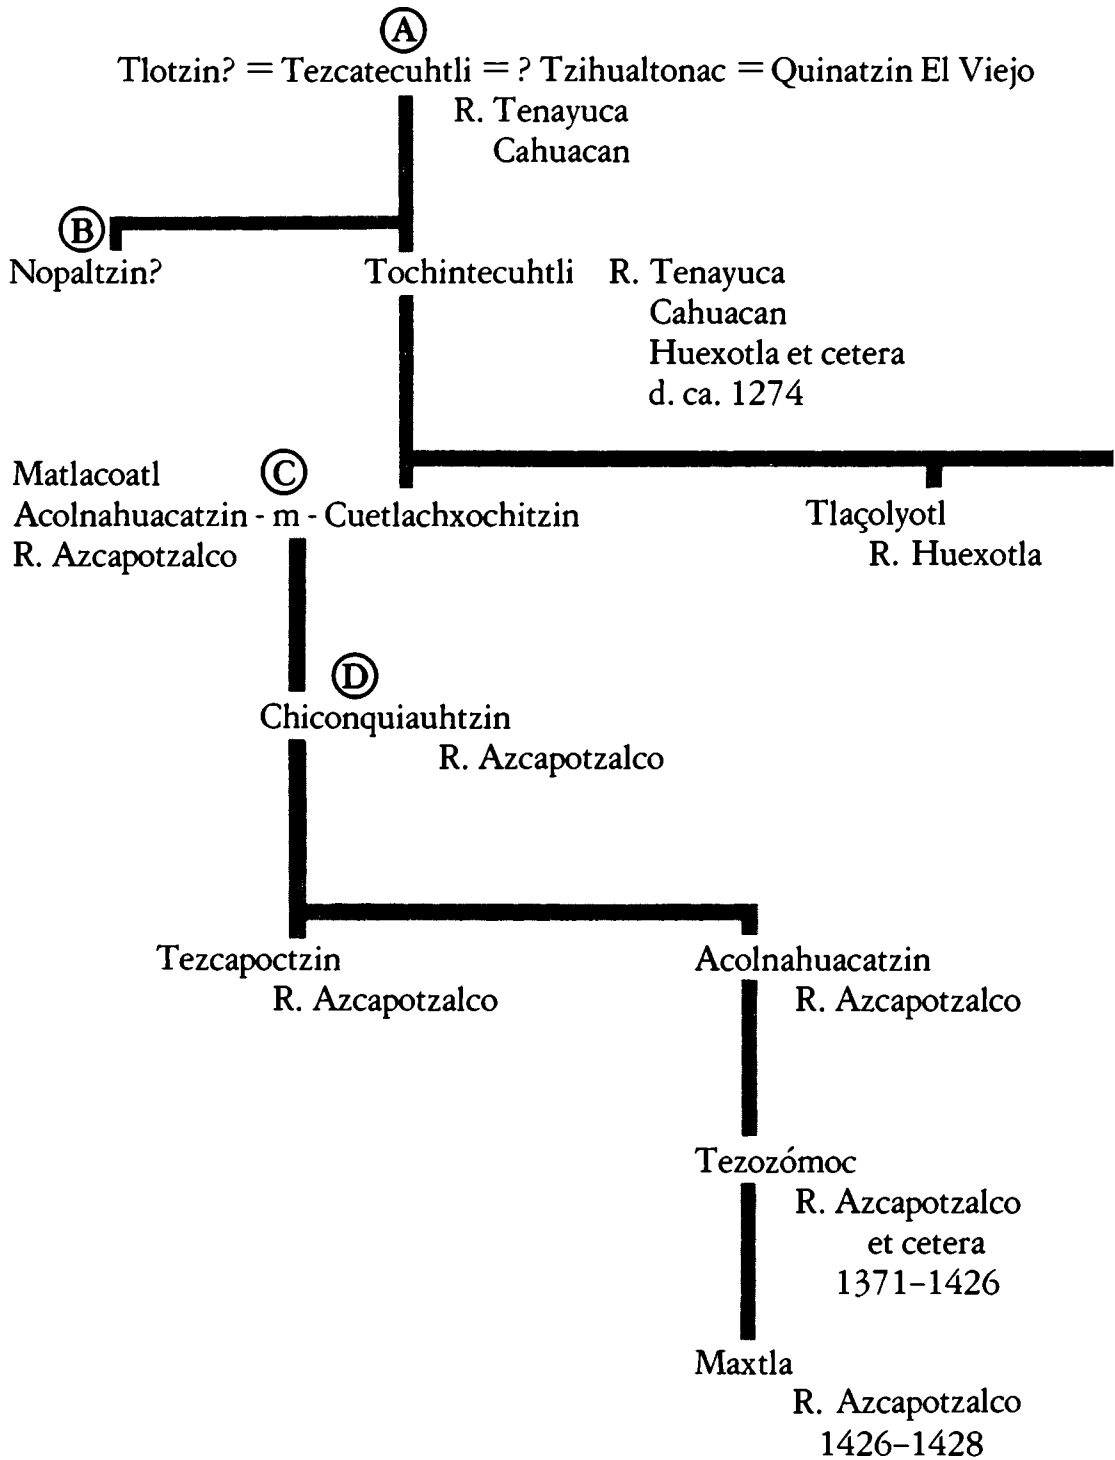 A
Tlotzin? = Tezcatecuhtli = ? Tzihualtonac = Quinatzin El Viejo
R. Tenayuca
Cahuacan
B
Nopaltzin?
Tochintecuhtli R. Tenayuca
Cahuacan
Huexotla et cetera
d. ca. 1274
Matlacoatl
C
Acolnahuacatzin - m - Cuetlachxochitzin
R. Azcapotzalco
Tlaçolyotl
R. Huexotla
D
Chiconquiauhtzin
R. Azcapotzalco
Tezcapoctzin
R. Azcapotzalco
Acolnahuacatzin
R. Azcapotzalco
Tezozómoc
R. Azcapotzalco
et cetera
1371–1426
Maxtla
R. Azcapotzalco
1426–1428